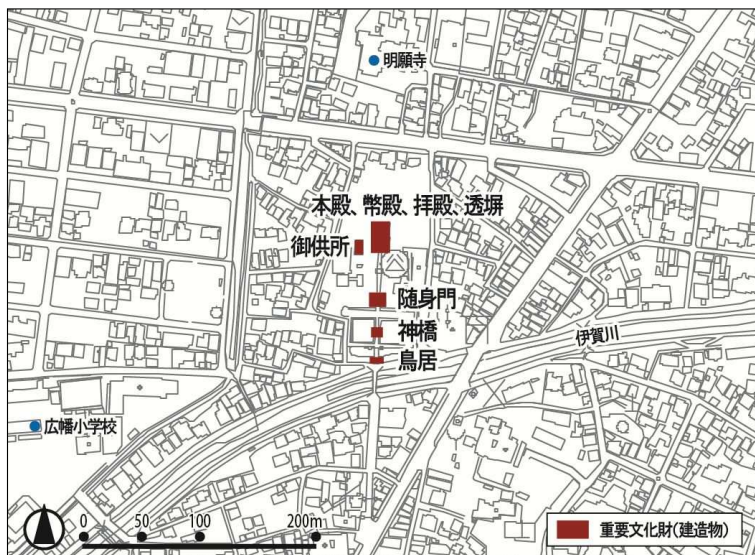 明願寺
本殿、幣殿、拝殿、透塀
御供所
随身門
神橋
鳥居
伊賀川
広幡小学校
0 50 100 200m
重要文化財(建造物)